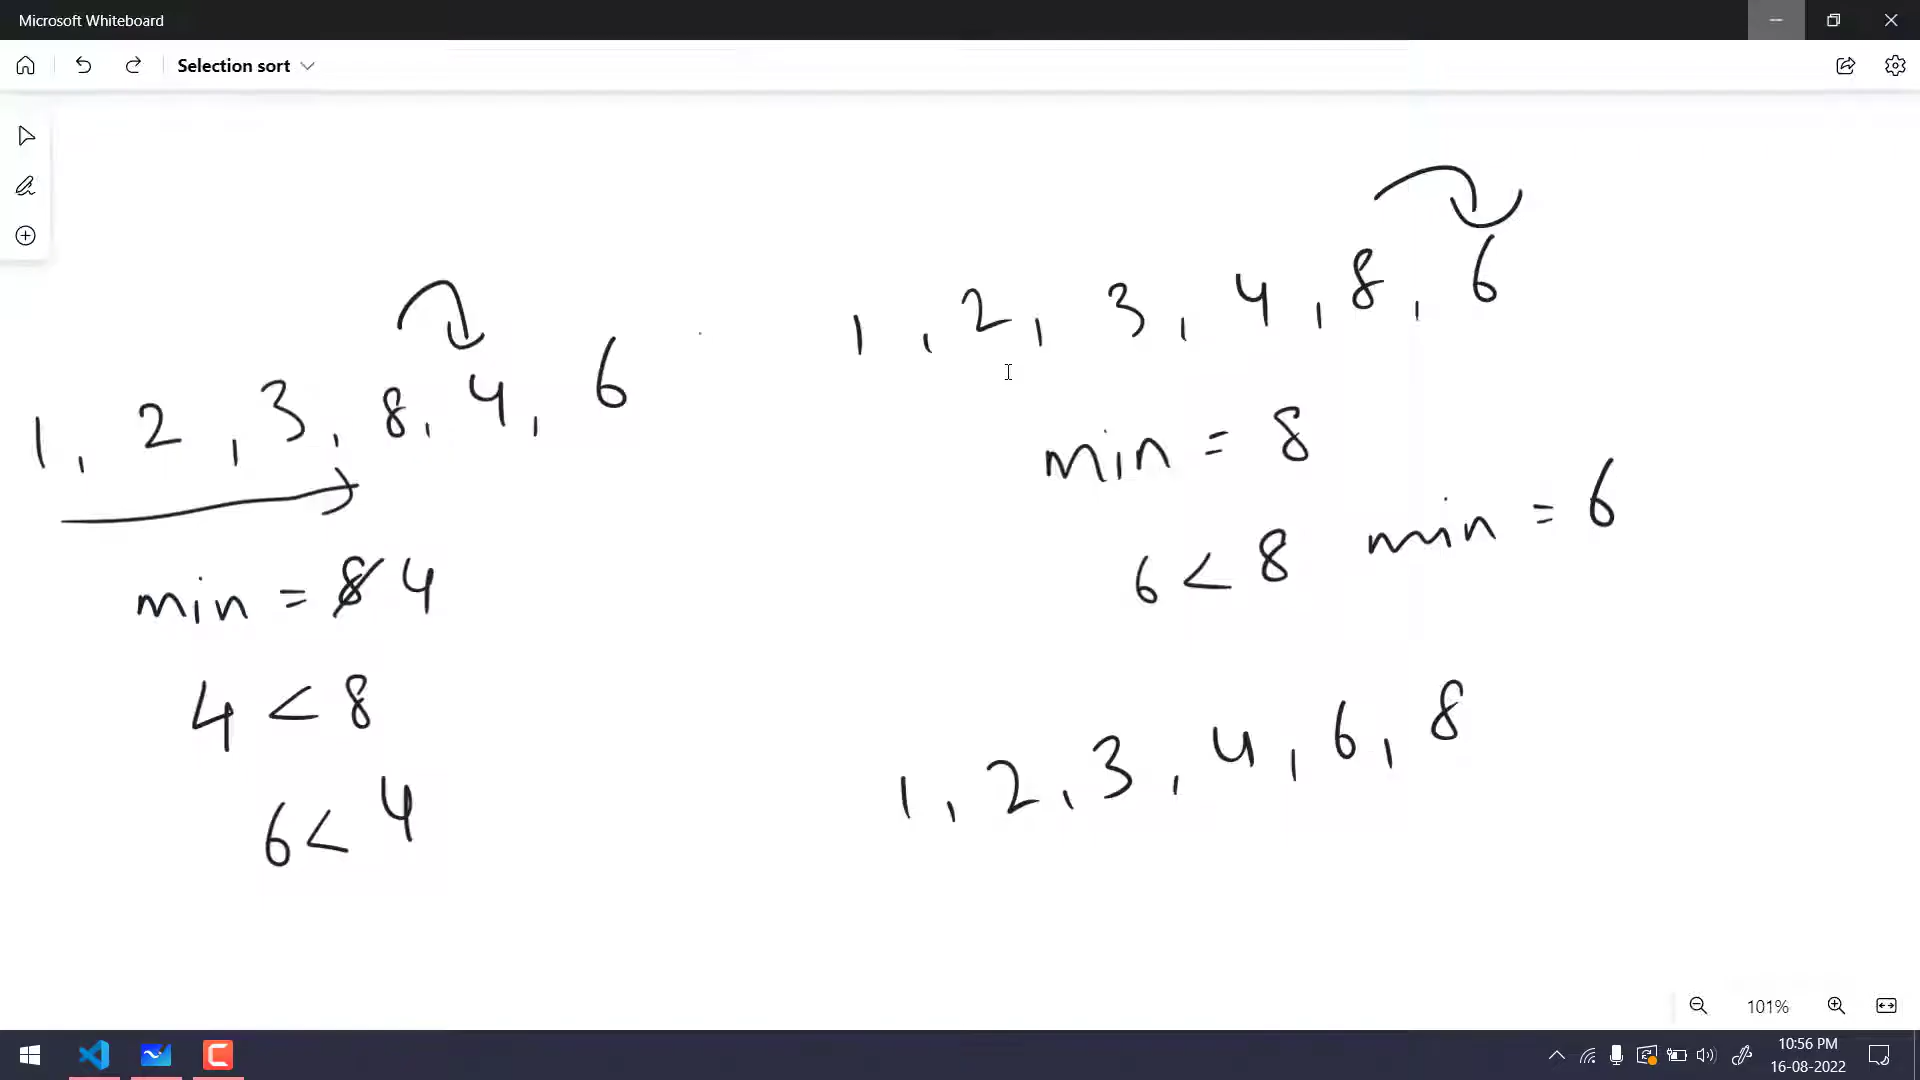 Microsoft Whiteboard
Selection sort
1, 2, 3, 8, 4, 6
min = 8 4
4 < 8
6 < 4
1, 2, 3, 4, 8, 6
min = 8
6 < 8 min = 6
1, 2, 3, 4, 6, 8
101%
10:56 PM
16-08-2022